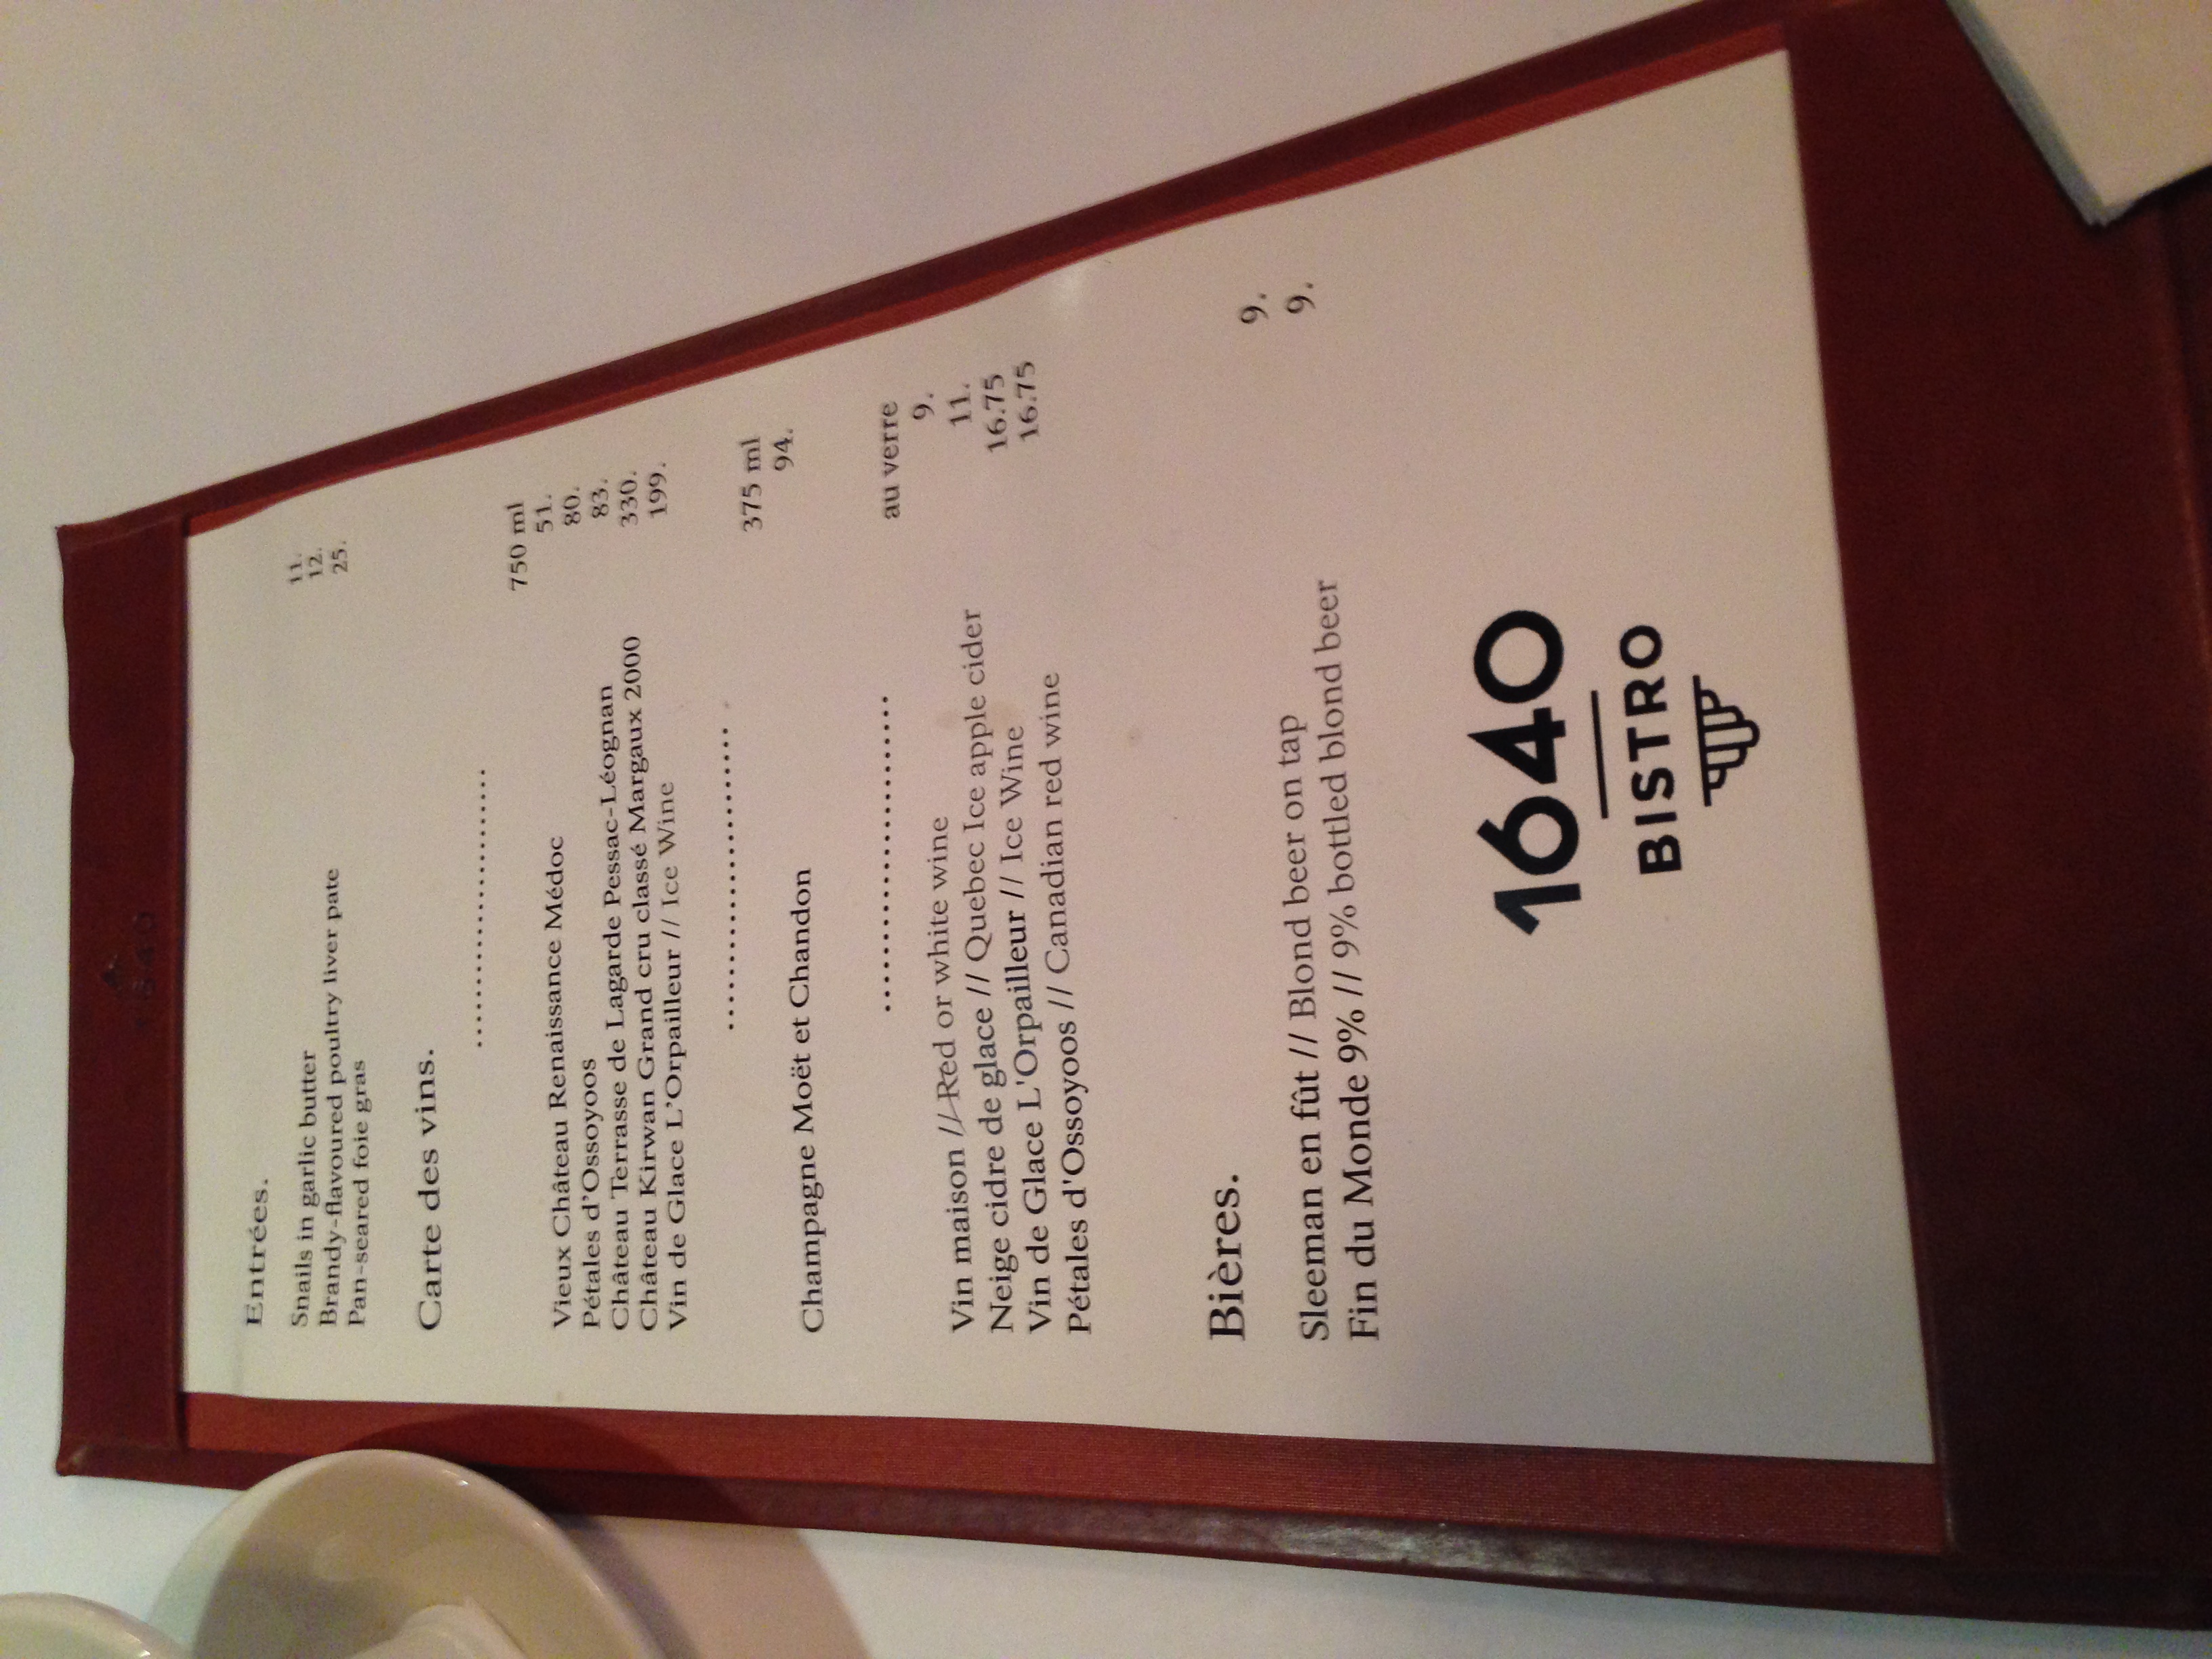 1640
Entrées.
Snails in garlic butter 11.
Brandy-flavoured poultry liver pate 12.
Pan-seared foie gras 25.
Carte des vins.
........................
750 ml
Vieux Château Renaissance Médoc 51.
Pétales d'Ossoyoos 80.
Château Terrasse de Lagarde Pessac-Léognan 83.
Château Kirwan Grand cru classé Margaux 2000 330.
Vin de Glace L'Orpailleur // Ice Wine 199.
........................
375 ml
Champagne Moët et Chandon 94.
........................
au verre
Vin maison // Red or white wine 9.
Neige cidre de glace // Quebec Ice apple cider 11.
Vin de Glace L'Orpailleur // Ice Wine 16.75
Pétales d'Ossoyoos // Canadian red wine 16.75
Bières.
Sleeman en fût // Blond beer on tap 9.
Fin du Monde 9% // 9% bottled blond beer 9.
1640
BISTRO